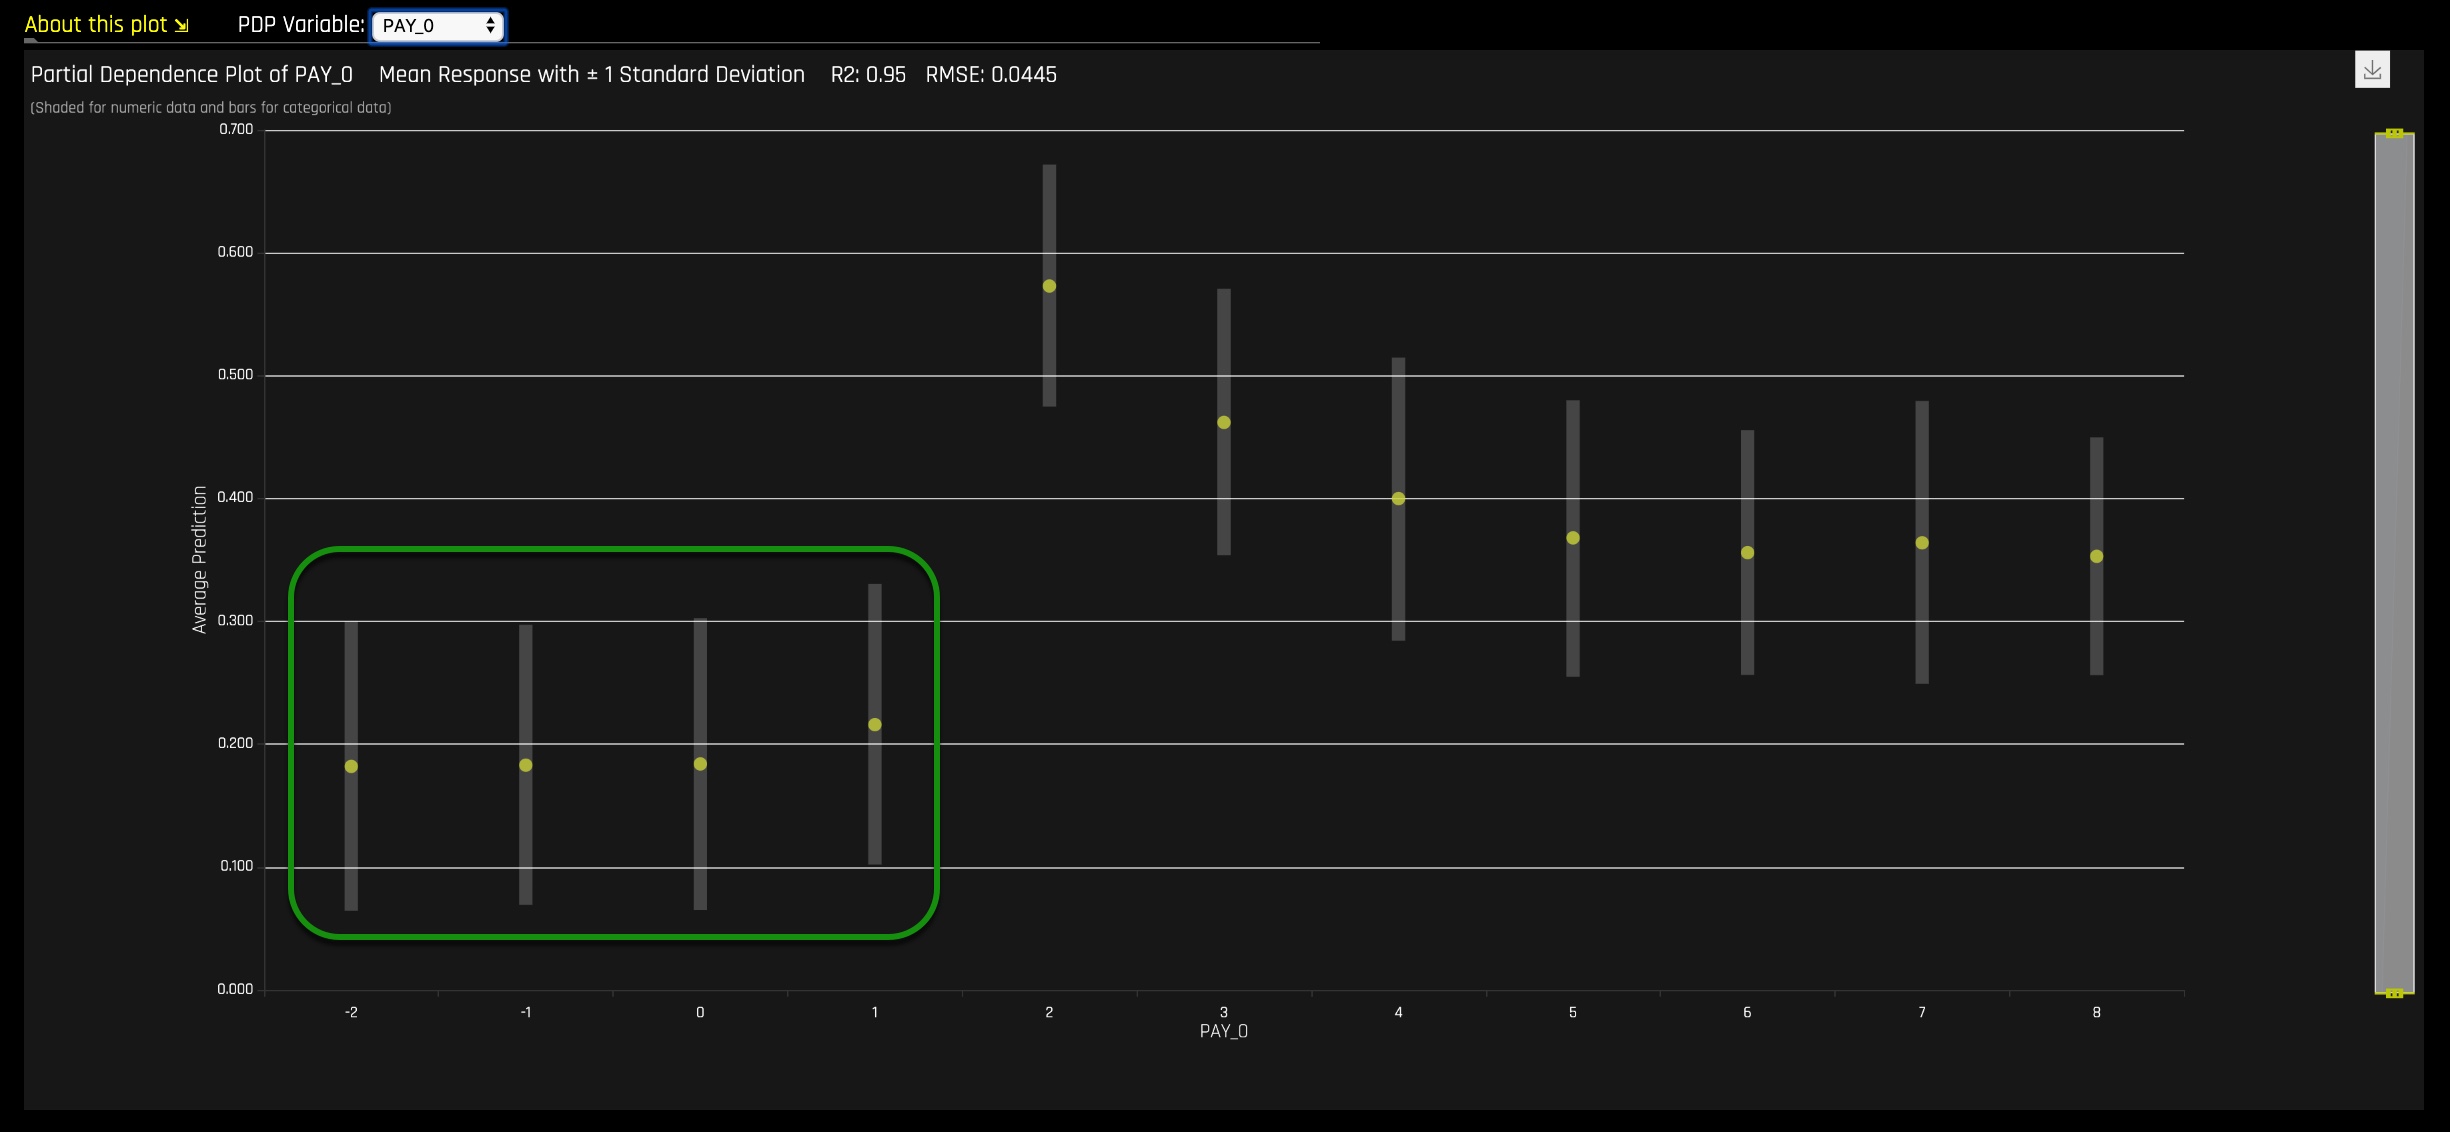 About this plot ⇲ PDP Variable: PAY_0
Partial Dependence Plot of PAY_0 Mean Response with ± 1 Standard Deviation R2: 0.95 RMSE: 0.0445
(Shaded for numeric data and bars for categorical data)
0.700
0.600
0.500
0.400
0.300
0.200
0.100
0.000
Average Prediction
-2 -1 0 1 2 3 4 5 6 7 8
PAY_0